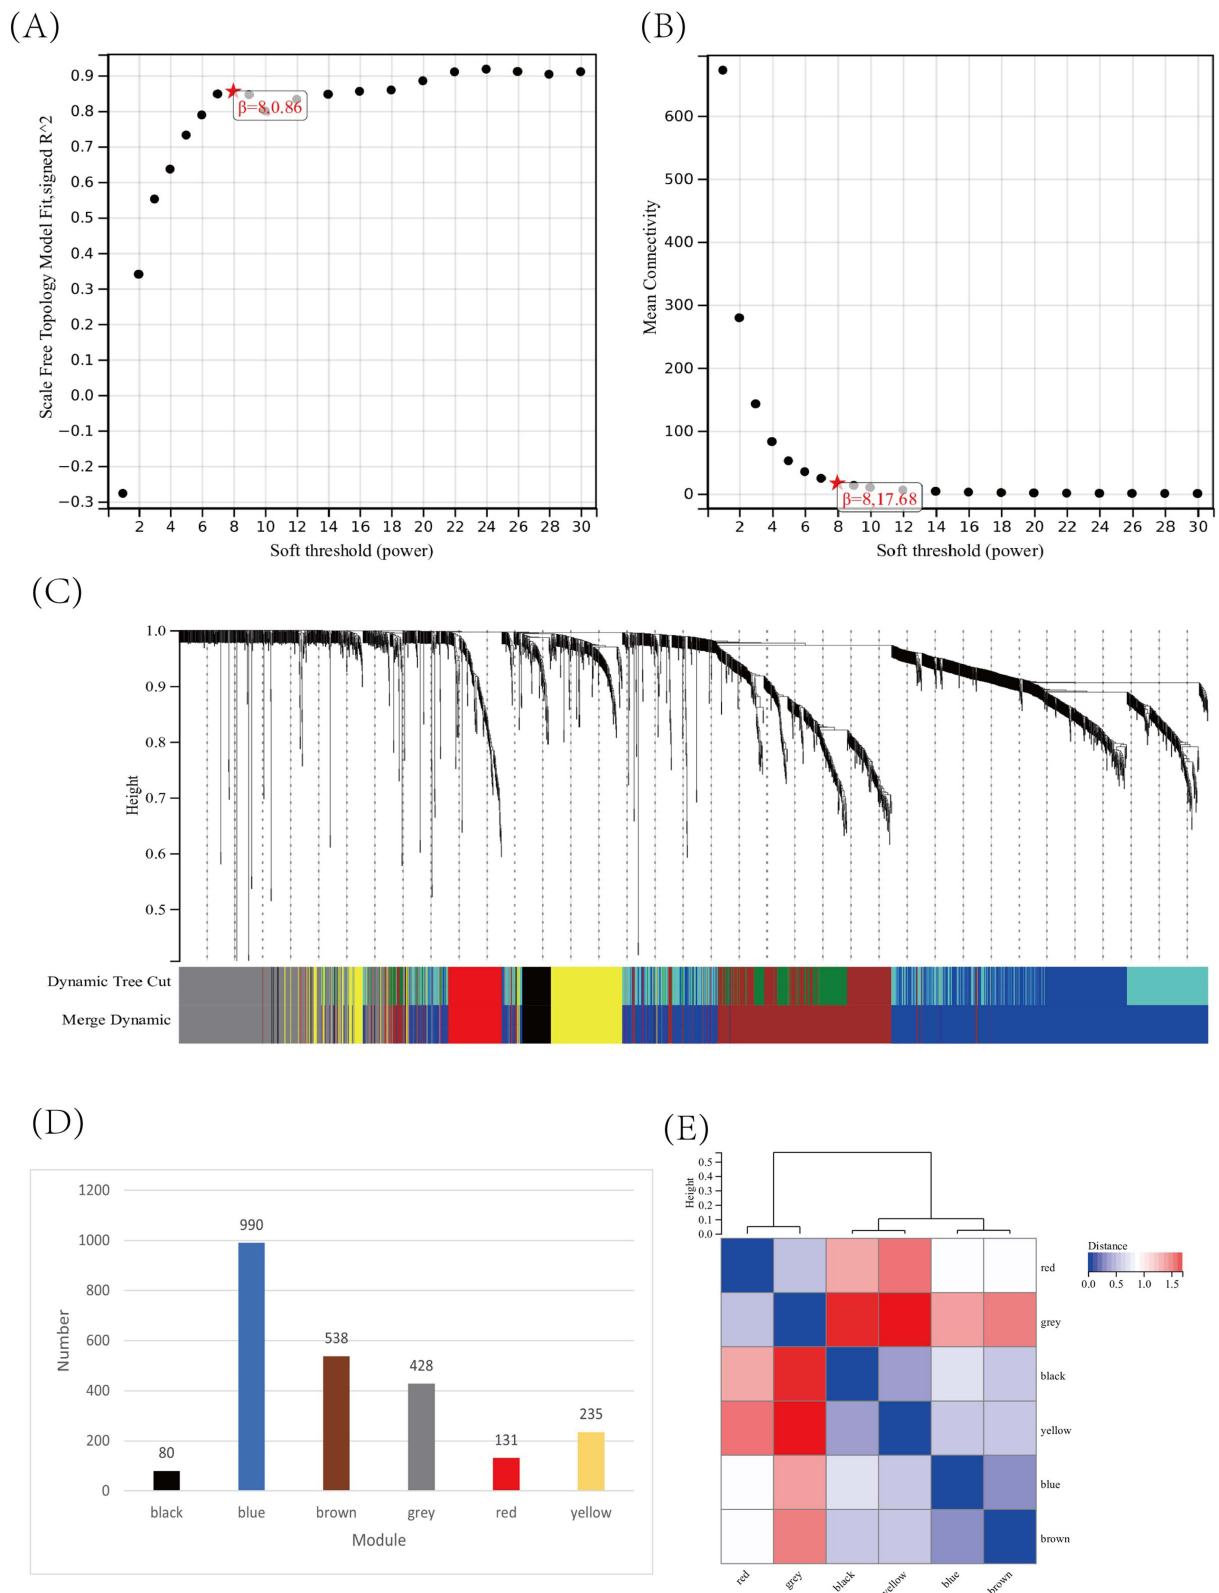 (A)
Scale Free Topology Model Fit,signed R^2
0.9
0.8
0.7
0.6
0.5
0.4
0.3
0.2
0.1
0.0
−0.1
−0.2
−0.3
β=8,0.86
2 4 6 8 10 12 14 16 18 20 22 24 26 28 30
Soft threshold (power)
(B)
Mean Connectivity
600
500
400
300
200
100
0
β=8,17.68
2 4 6 8 10 12 14 16 18 20 22 24 26 28 30
Soft threshold (power)
(C)
Height
1.0
0.9
0.8
0.7
0.6
0.5
Dynamic Tree Cut
Merge Dynamic
(D)
Number
1200
1000
800
600
400
200
0
80
990
538
428
131
235
black blue brown grey red yellow
Module
(E)
Height
0.5
0.4
0.3
0.2
0.1
0.0
Distance
0.0 0.5 1.0 1.5
red
grey
black
yellow
blue
brown
red grey black yellow blue brown